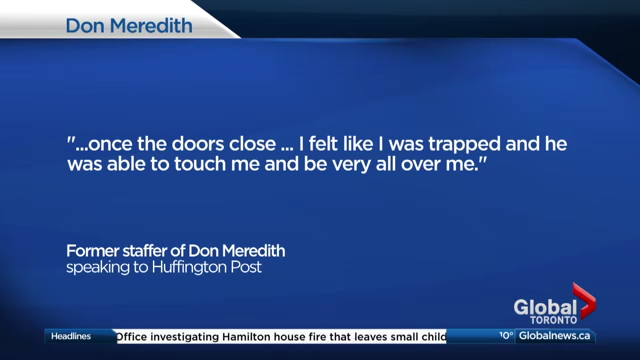 Don Meredith
"...once the doors close ... I felt like I was trapped and he
was able to touch me and be very all over me."
Former staffer of Don Meredith
speaking to Huffington Post
Global
TORONTO
Headlines
Office investigating Hamilton house fire that leaves small child
10° Globalnews.ca